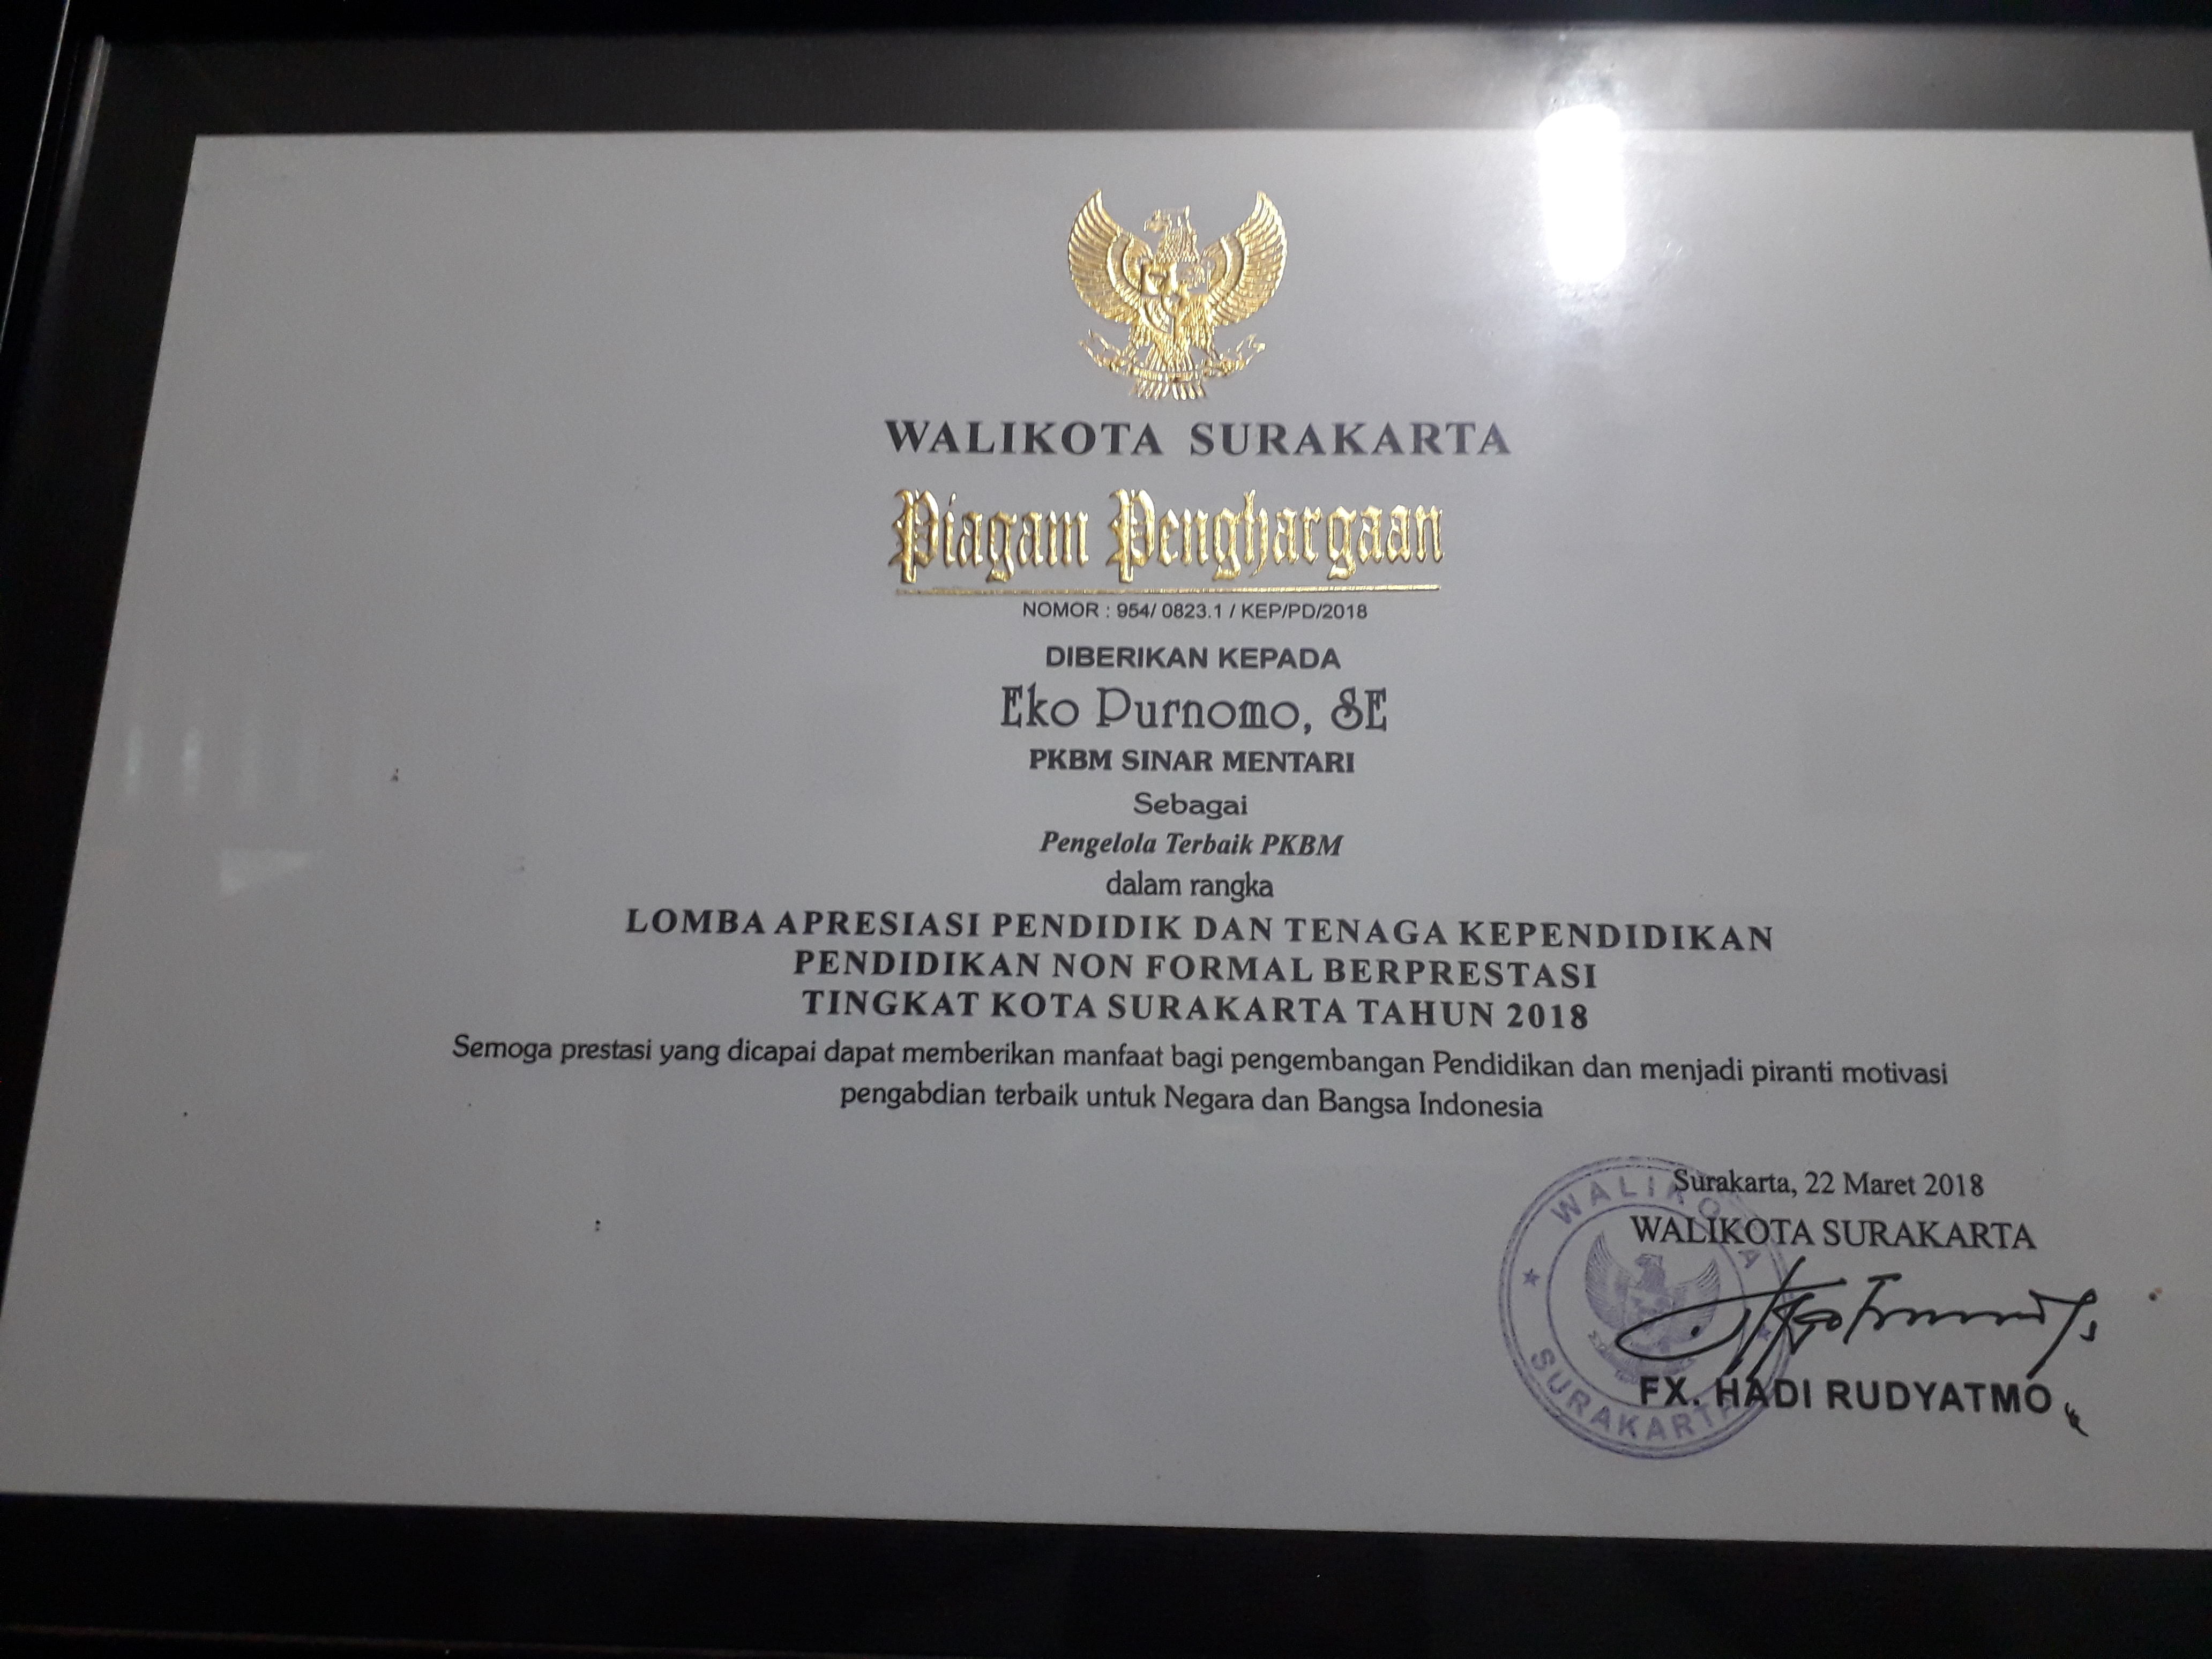 WALIKOTA SURAKARTA
Piagam Penghargaan
NOMOR : 954/ 0823.1 / KEP/PD/2018
DIBERIKAN KEPADA
Eko Purnomo, SE
PKBM SINAR MENTARI
Sebagai
Pengelola Terbaik PKBM
dalam rangka
LOMBA APRESIASI PENDIDIK DAN TENAGA KEPENDIDIKAN
PENDIDIKAN NON FORMAL BERPRESTASI
TINGKAT KOTA SURAKARTA TAHUN 2018
Semoga prestasi yang dicapai dapat memberikan manfaat bagi pengembangan Pendidikan dan menjadi piranti motivasi
pengabdian terbaik untuk Negara dan Bangsa Indonesia
Surakarta, 22 Maret 2018
WALIKOTA SURAKARTA
WALIKOTA
SURAKARTA
FX. HADI RUDYATMO